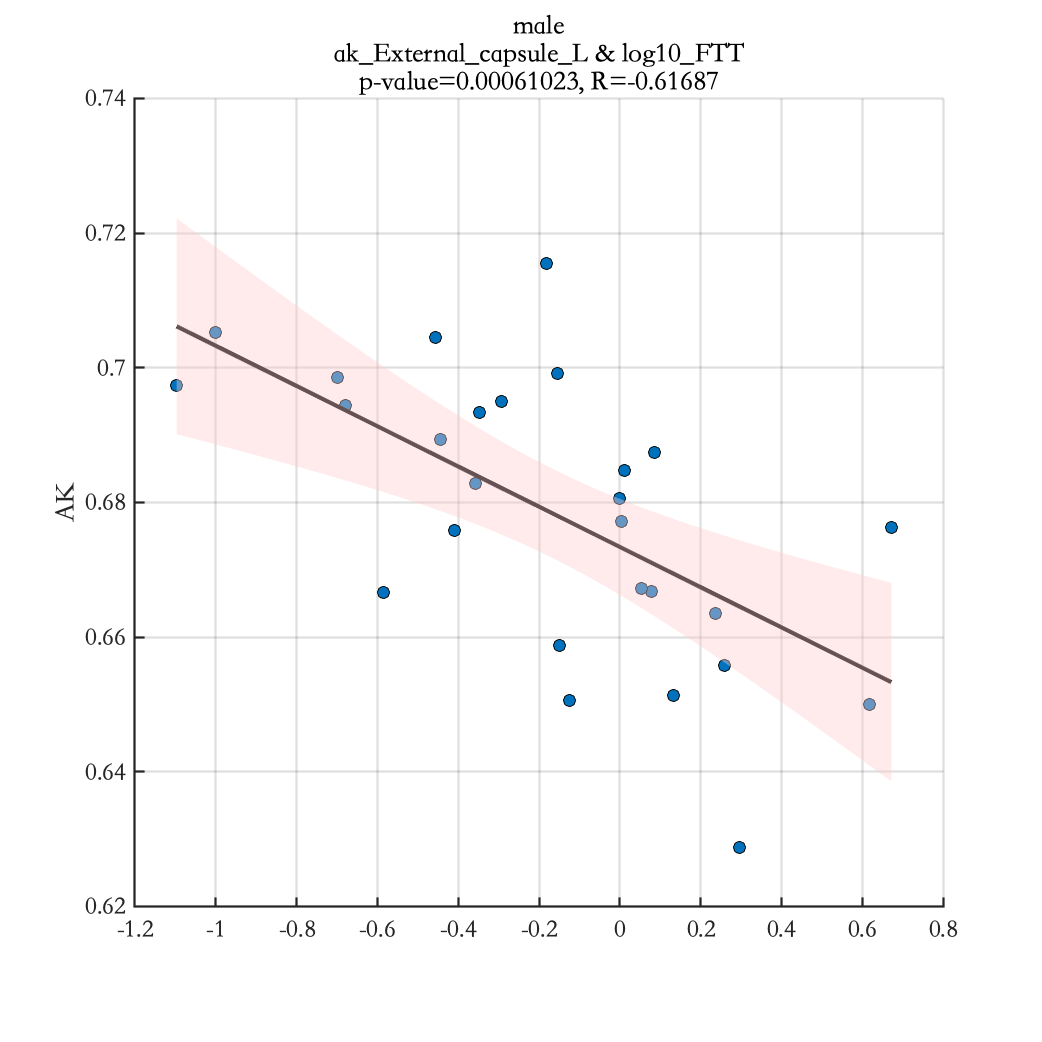 male
ak_External_capsule_L & log10_FTT
p-value=0.00061023, R=-0.61687
0.74
0.72
0.7
0.68
0.66
0.64
0.62
AK
-1.2 -1 -0.8 -0.6 -0.4 -0.2 0 0.2 0.4 0.6 0.8